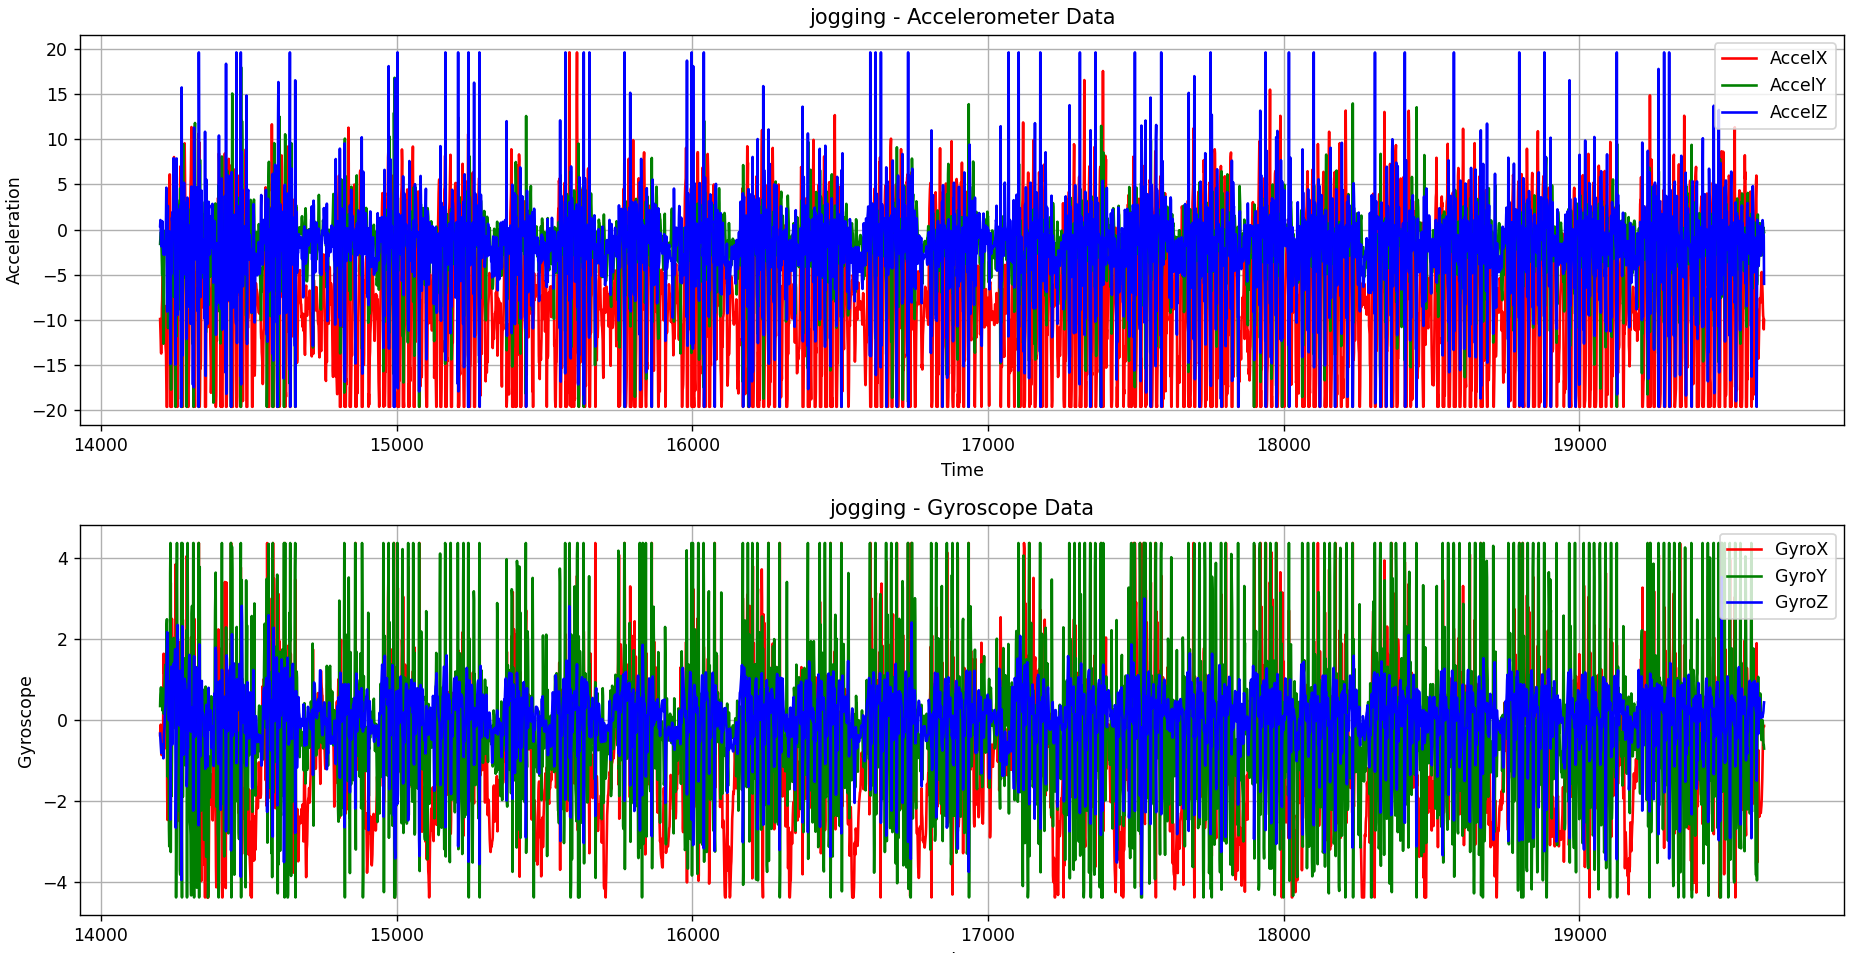 jogging - Accelerometer Data
20
15
10
5
0
−5
−10
−15
−20
Acceleration
AccelX
AccelY
AccelZ
14000 15000 16000 17000 18000 19000
Time
jogging - Gyroscope Data
4
2
0
−2
−4
Gyroscope
GyroX
GyroY
GyroZ
14000 15000 16000 17000 18000 19000